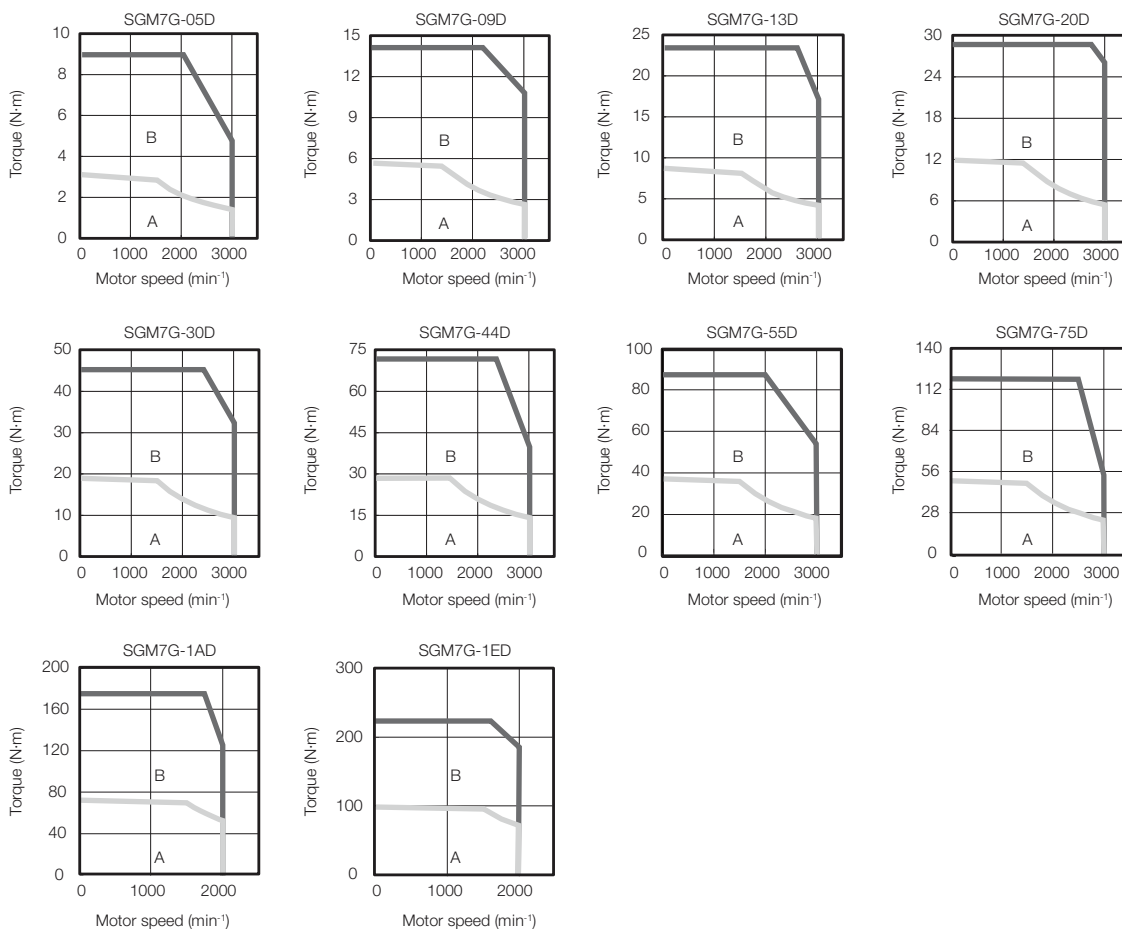 SGM7G-05D
Torque (N·m)
10
8
6
4
2
0
B
A
0 1000 2000 3000
Motor speed (min⁻¹)
SGM7G-09D
Torque (N·m)
15
12
9
6
3
0
B
A
0 1000 2000 3000
Motor speed (min⁻¹)
SGM7G-13D
Torque (N·m)
25
20
15
10
5
0
B
A
0 1000 2000 3000
Motor speed (min⁻¹)
SGM7G-20D
Torque (N·m)
30
24
18
12
6
0
B
A
0 1000 2000 3000
Motor speed (min⁻¹)
SGM7G-30D
Torque (N·m)
50
40
30
20
10
0
B
A
0 1000 2000 3000
Motor speed (min⁻¹)
SGM7G-44D
Torque (N·m)
75
60
45
30
15
0
B
A
0 1000 2000 3000
Motor speed (min⁻¹)
SGM7G-55D
Torque (N·m)
100
80
60
40
20
0
B
A
0 1000 2000 3000
Motor speed (min⁻¹)
SGM7G-75D
Torque (N·m)
140
112
84
56
28
0
B
A
0 1000 2000 3000
Motor speed (min⁻¹)
SGM7G-1AD
Torque (N·m)
200
160
120
80
40
0
B
A
0 1000 2000
Motor speed (min⁻¹)
SGM7G-1ED
Torque (N·m)
300
200
100
0
B
A
0 1000 2000
Motor speed (min⁻¹)